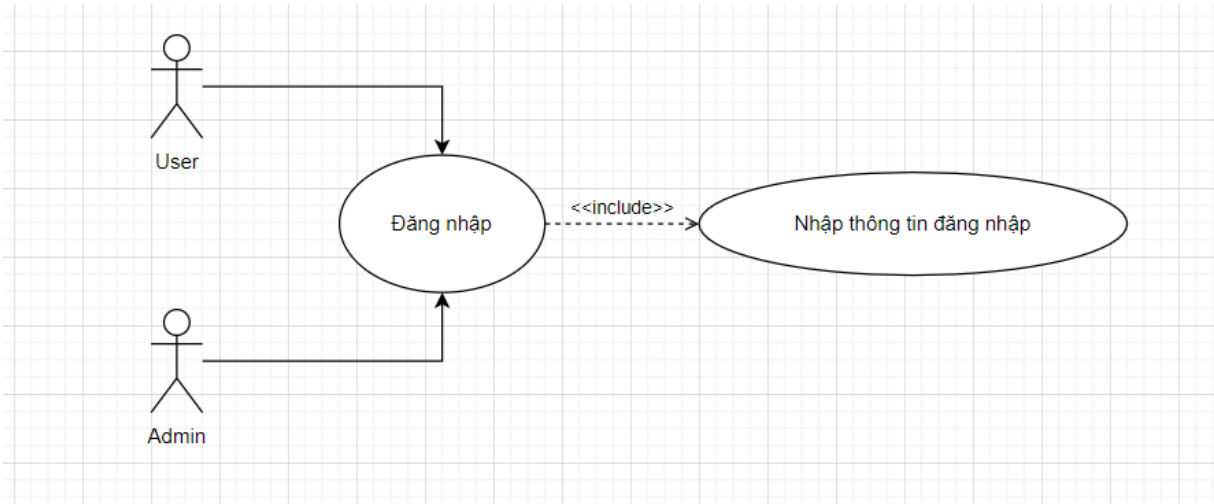 User
Đăng nhập
<<include>>
Nhập thông tin đăng nhập
Admin